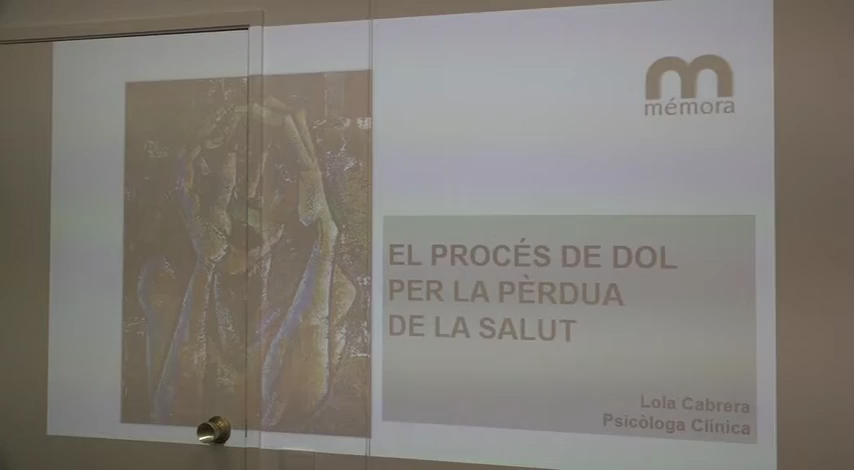 mémora
EL PROCÉS DE DOL
PER LA PÈRDUA
DE LA SALUT
Lola Cabrera
Psicòloga Clínica